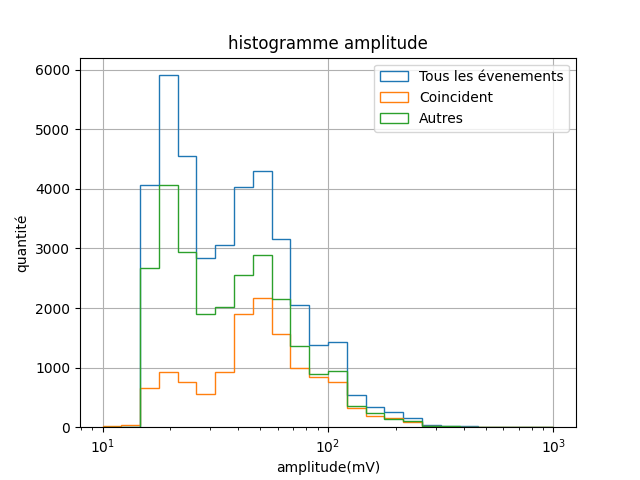 histogramme amplitude
Tous les évenements
Coincident
Autres
quantité
6000
5000
4000
3000
2000
1000
0
10¹
10²
10³
amplitude(mV)